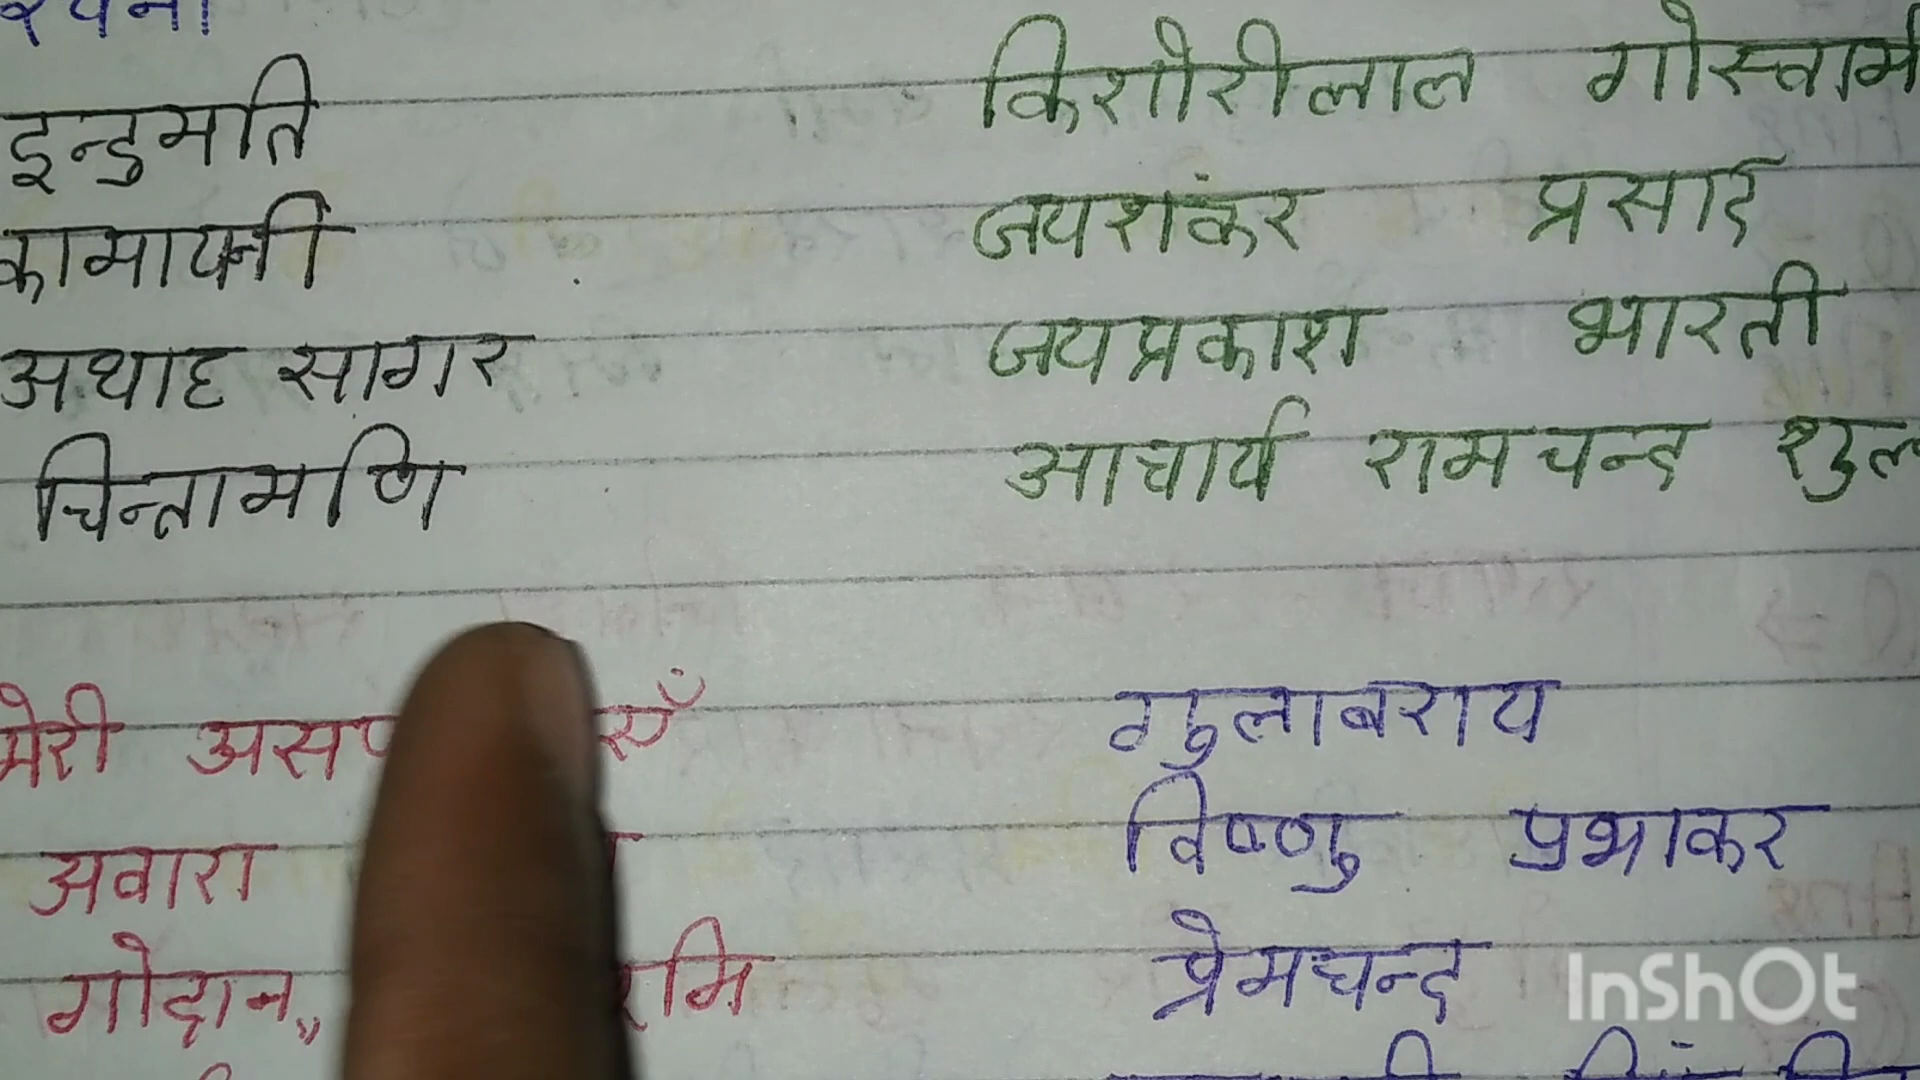 रचना
इन्दुमति किशोरीलाल गोस्वामी
कामायनी जयशंकर प्रसाद
अथाह सागर जयप्रकाश भारती
चिन्तामणि आचार्य रामचन्द शुल
मेरी गुलाबराय
अवारा विष्णु प्रभाकर
गोदान,, प्रेमचन्द
InShOt